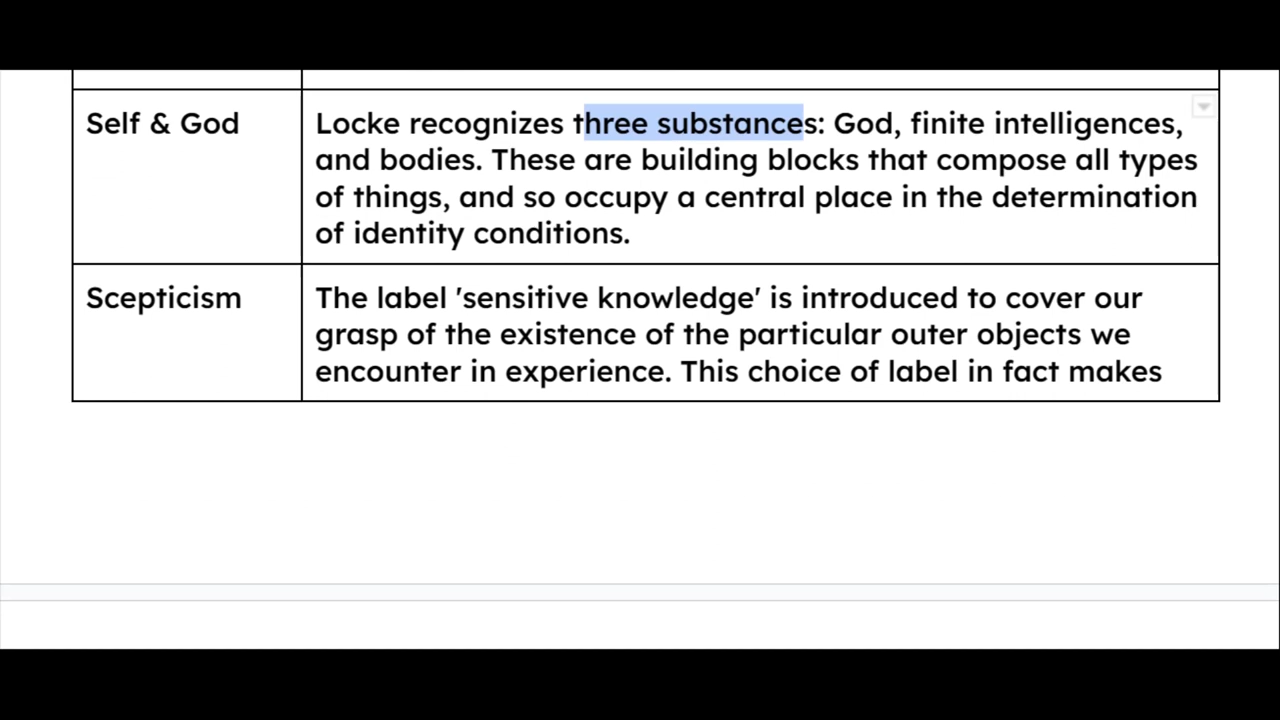 Self & God
Locke recognizes three substances: God, finite intelligences,
and bodies. These are building blocks that compose all types
of things, and so occupy a central place in the determination
of identity conditions.
Scepticism
The label 'sensitive knowledge' is introduced to cover our
grasp of the existence of the particular outer objects we
encounter in experience. This choice of label in fact makes